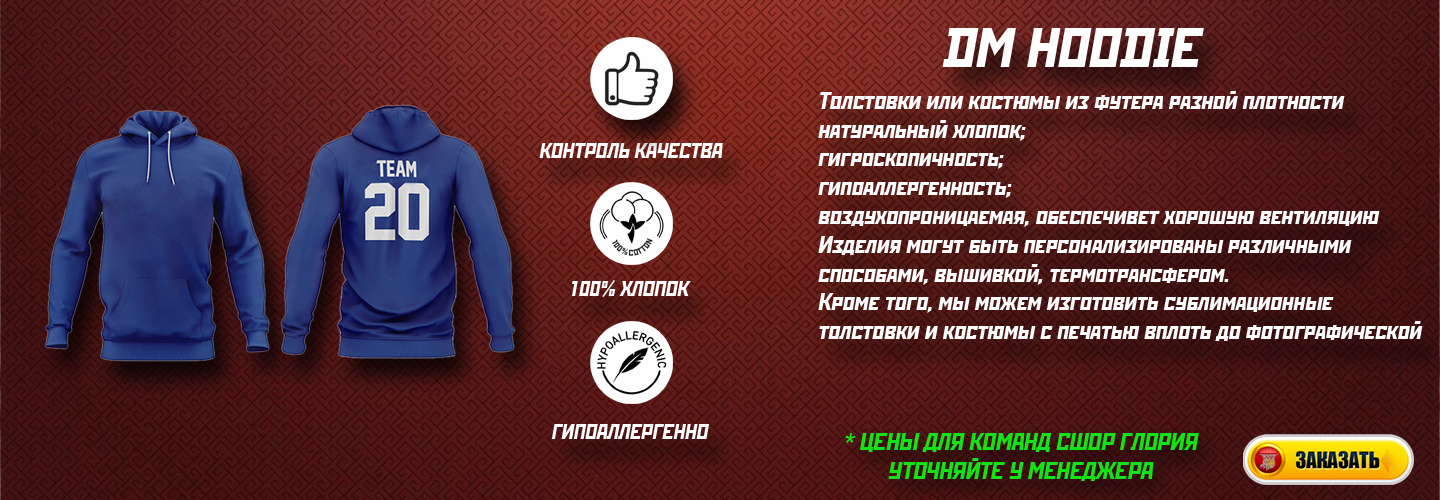 DM HOODIE
Толстовки или костюмы из футера разной плотности
натуральный хлопок;
гигроскопичность;
гипоаллергенность;
воздухопроницаемая, обеспечивет хорошую вентиляцию
Изделия могут быть персонализированы различными
способами, вышивкой, термотрансфером.
Кроме того, мы можем изготовить сублимационные
толстовки и костюмы с печатью вплоть до фотографической
TEAM
20
КОНТРОЛЬ КАЧЕСТВА
100% COTTON
100% ХЛОПОК
HYPOALLERGENIC
ГИПОАЛЛЕРГЕННО
* ЦЕНЫ ДЛЯ КОМАНД СШОР ГЛОРИЯ
УТОЧНЯЙТЕ У МЕНЕДЖЕРА
ЗАКАЗАТЬ